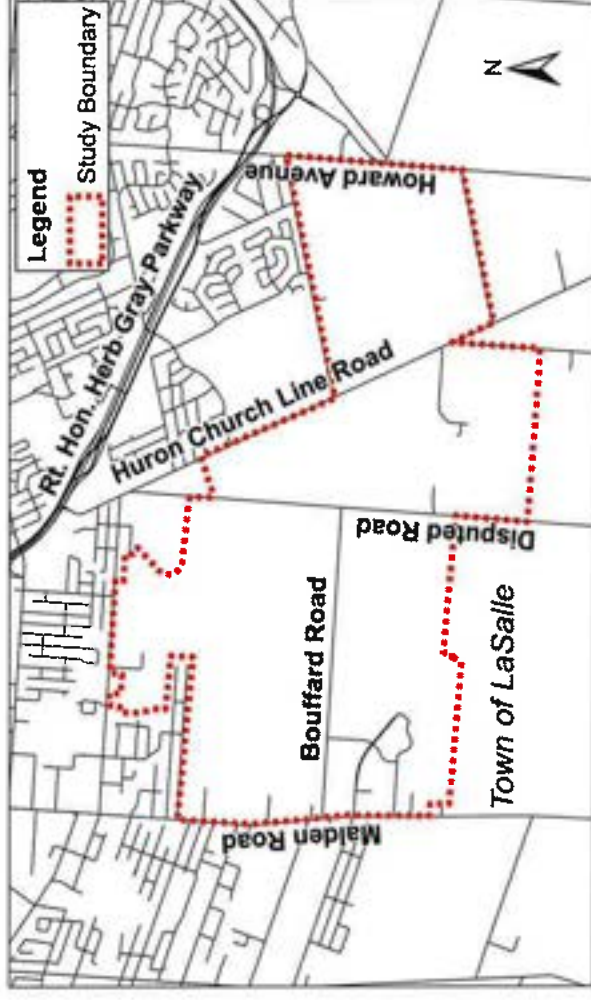 Legend
Study Boundary
N
Rt. Hon. Herb Gray Parkway
Howard Avenue
Huron Church Line Road
Disputed
Road
Bouffard Road
Malden Road
Town of LaSalle